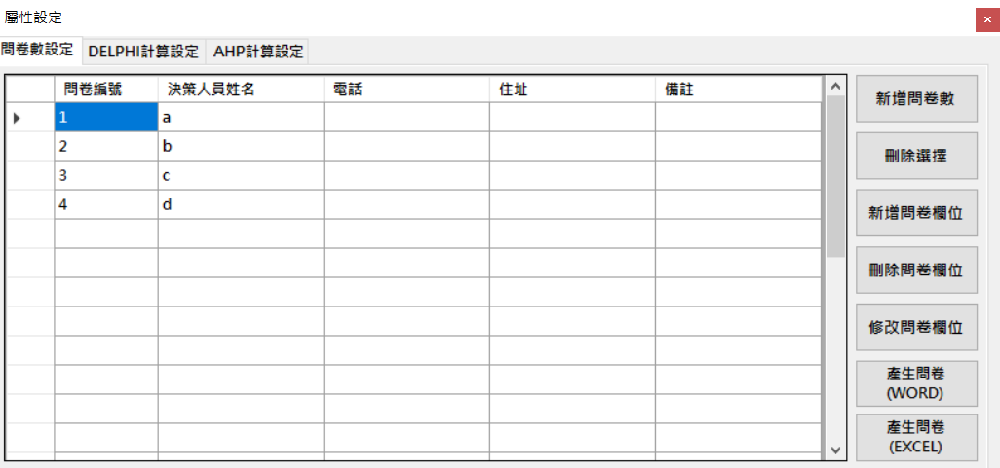 屬性設定
問卷數設定 DELPHI計算設定 AHP計算設定
問卷編號 決策人員姓名 電話 住址 備註
1 a
2 b
3 c
4 d
新增問卷數
刪除選擇
新增問卷欄位
刪除問卷欄位
修改問卷欄位
產生問卷
(WORD)
產生問卷
(EXCEL)